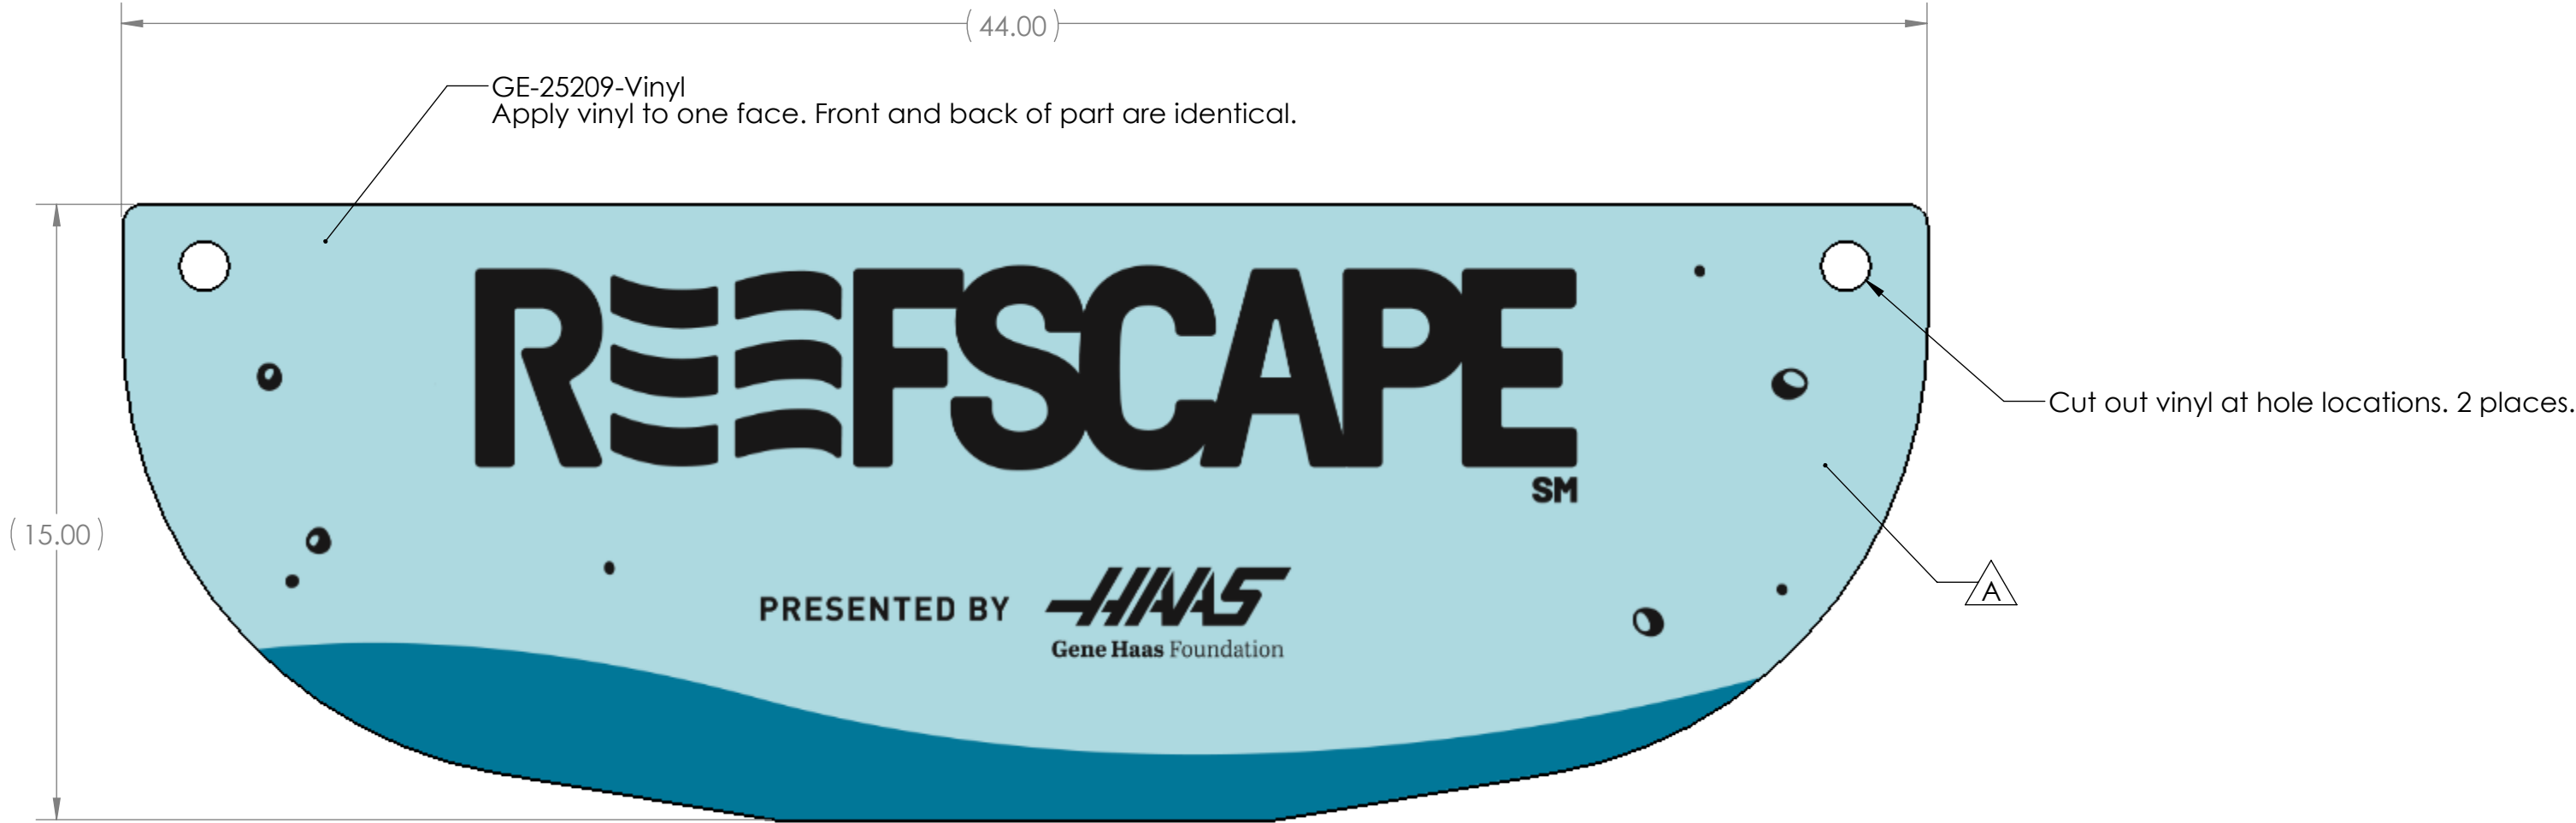 ( 44.00 )
GE-25209-Vinyl
Apply vinyl to one face. Front and back of part are identical.
REEFSCAPE
SM
Cut out vinyl at hole locations. 2 places.
( 15.00 )
A
PRESENTED BY HAAS
Gene Haas Foundation